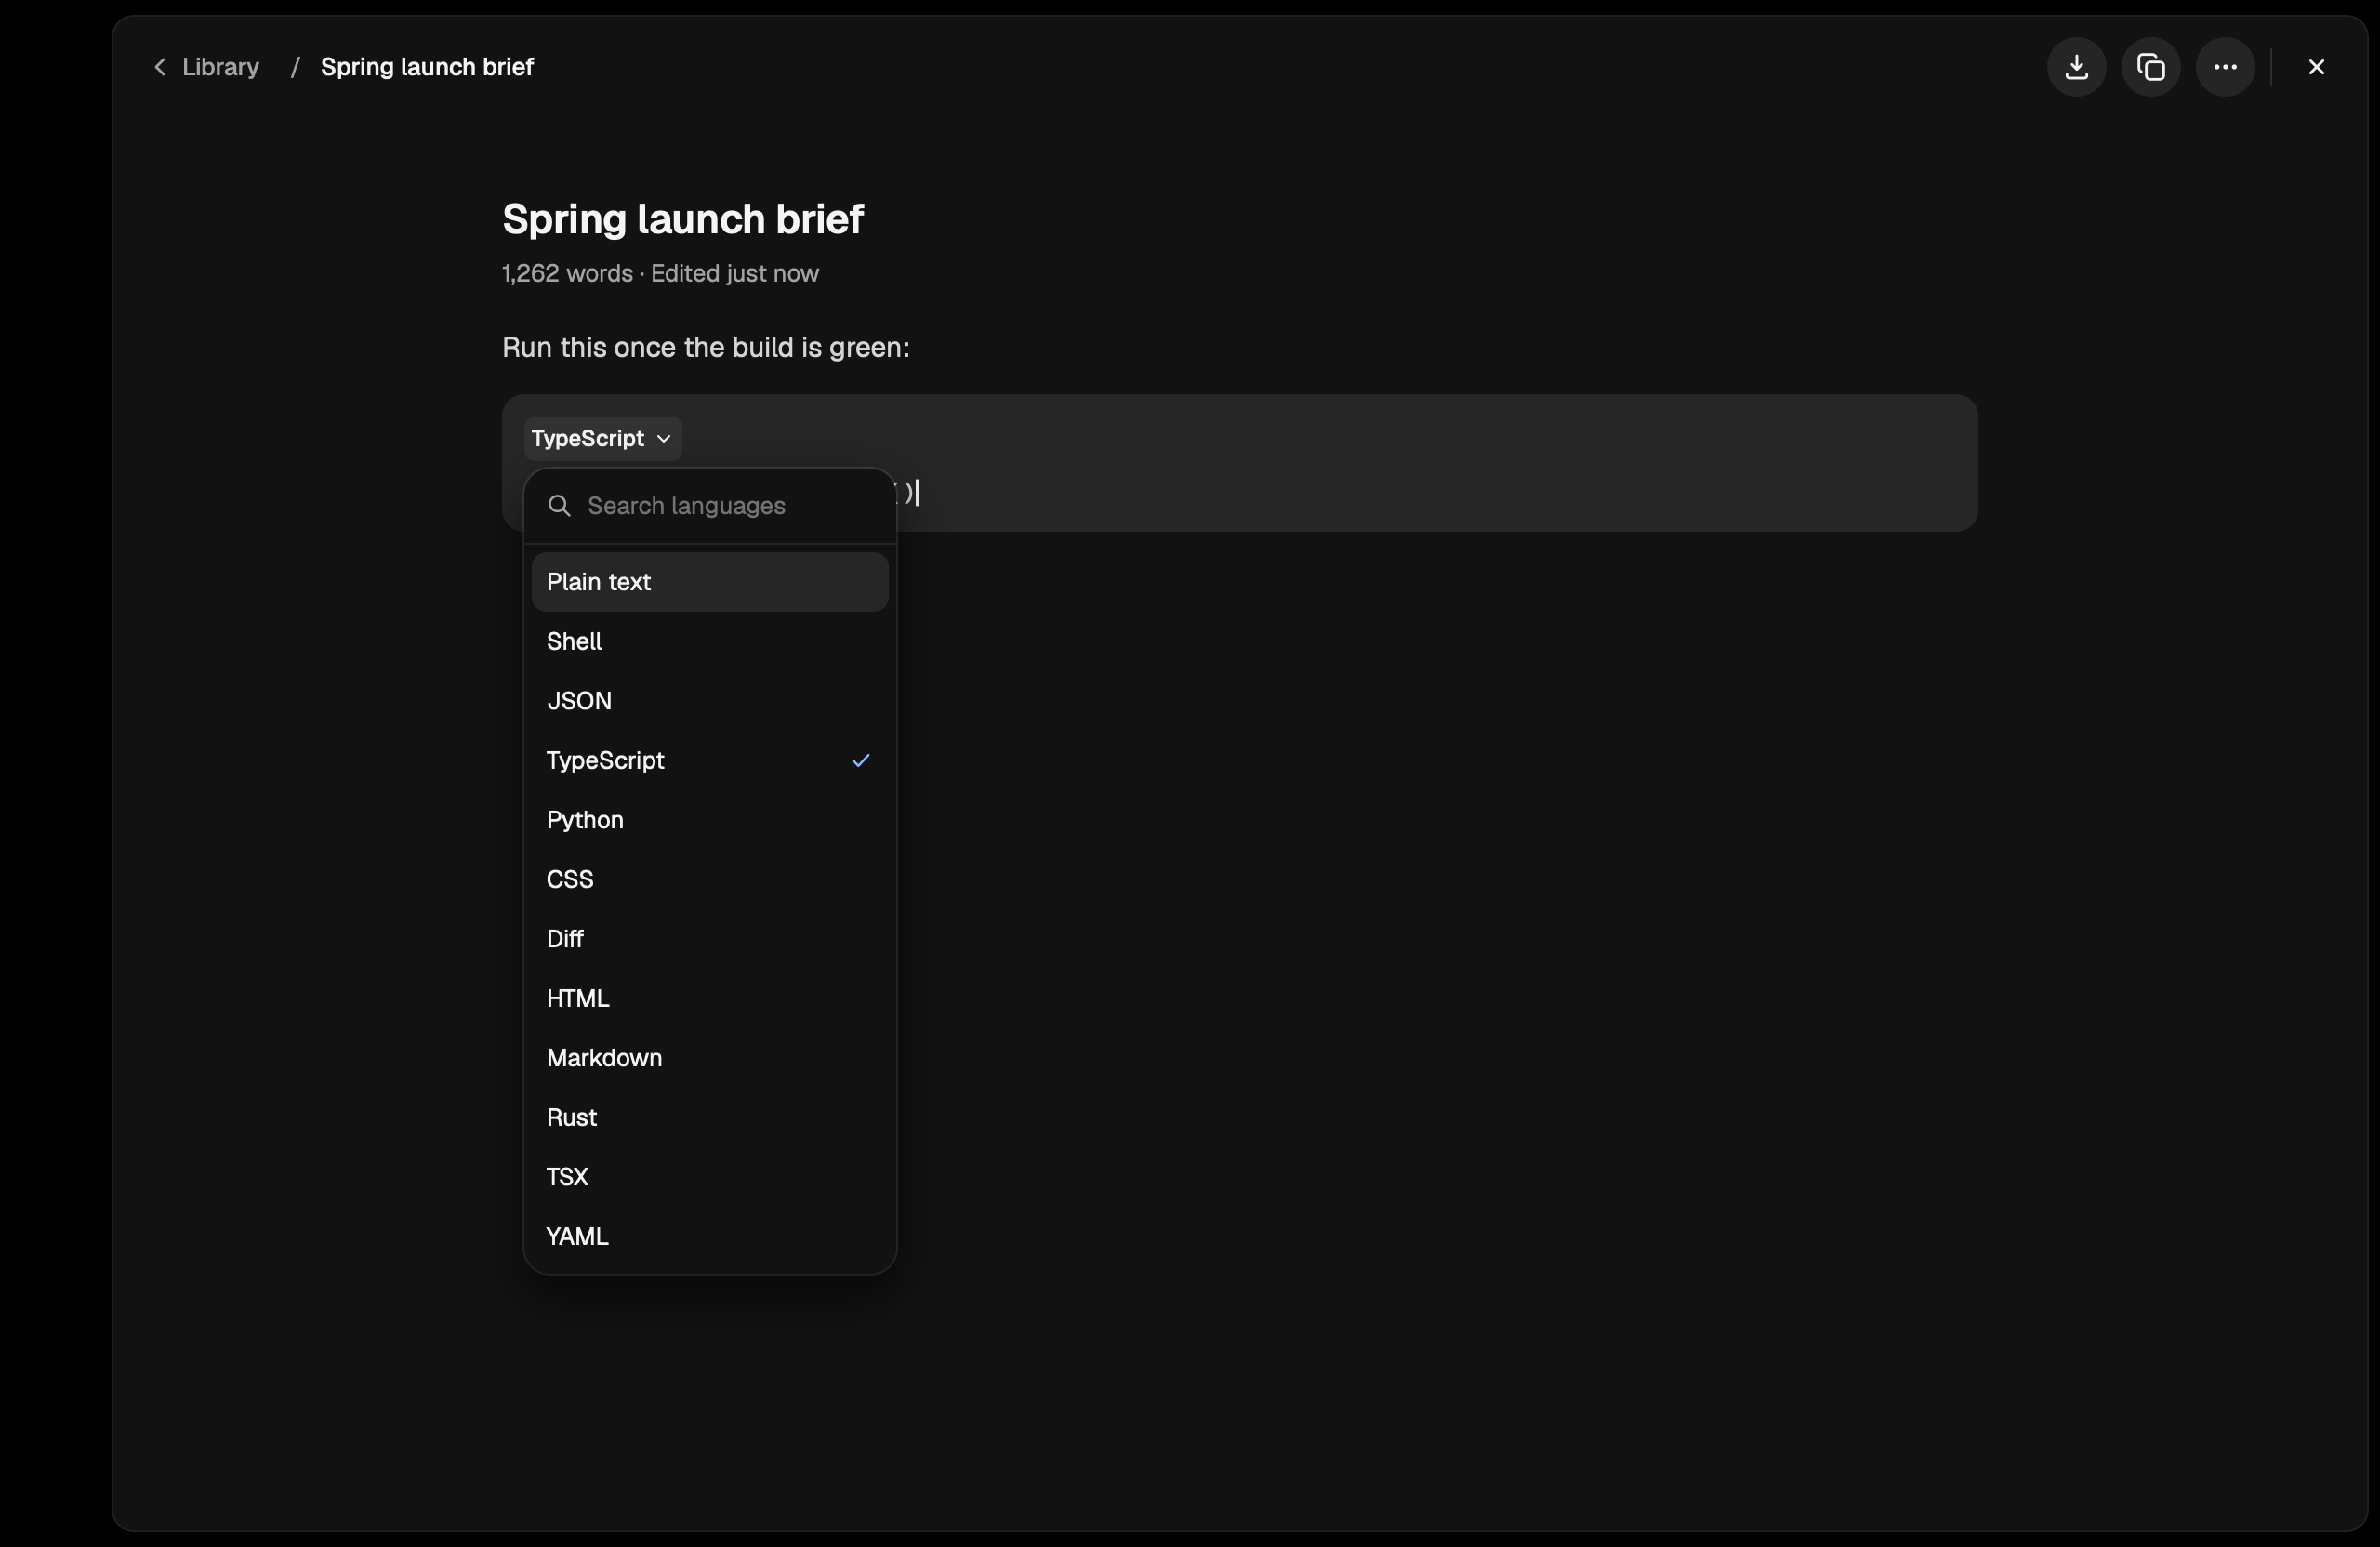 Library / Spring launch brief
Spring launch brief
1,262 words · Edited just now
Run this once the build is green:
TypeScript
)
Search languages
Plain text
Shell
JSON
TypeScript
Python
CSS
Diff
HTML
Markdown
Rust
TSX
YAML